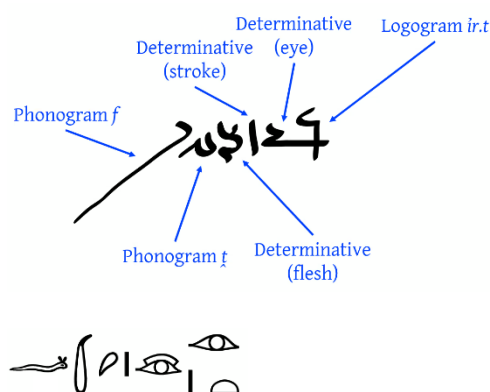 Determinative
(eye)
Logogram ir.t
Determinative
(stroke)
Phonogram f
Phonogram ṱ
Determinative
(flesh)